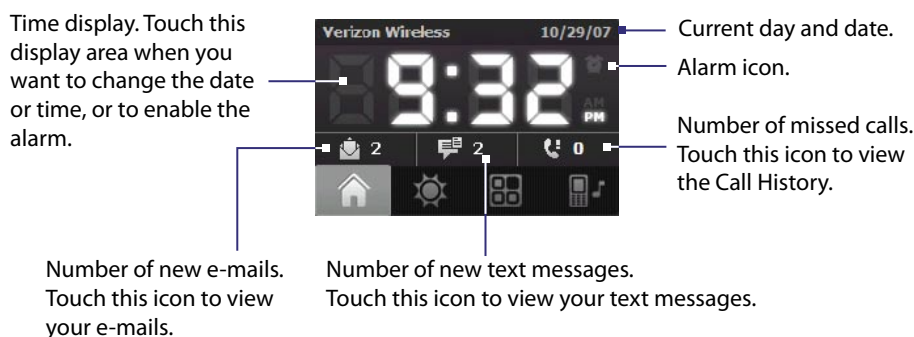 Time display. Touch this
display area when you
want to change the date
or time, or to enable the
alarm.
Verizon Wireless 10/29/07
9:32
AM
PM
2 2 0
Current day and date.
Alarm icon.
Number of missed calls.
Touch this icon to view
the Call History.
Number of new e-mails.
Touch this icon to view
your e-mails.
Number of new text messages.
Touch this icon to view your text messages.